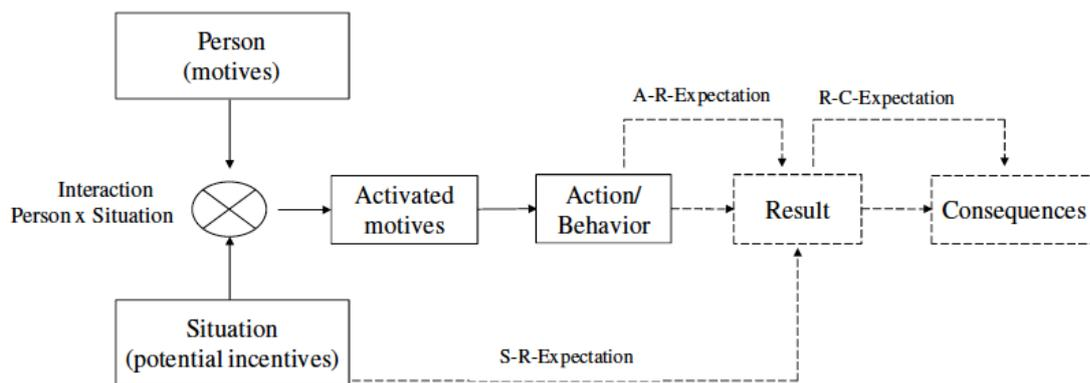 Person
(motives)
A-R-Expectation
R-C-Expectation
Interaction
Person x Situation
Activated
motives
Action/
Behavior
Result
Consequences
Situation
(potential incentives)
S-R-Expectation